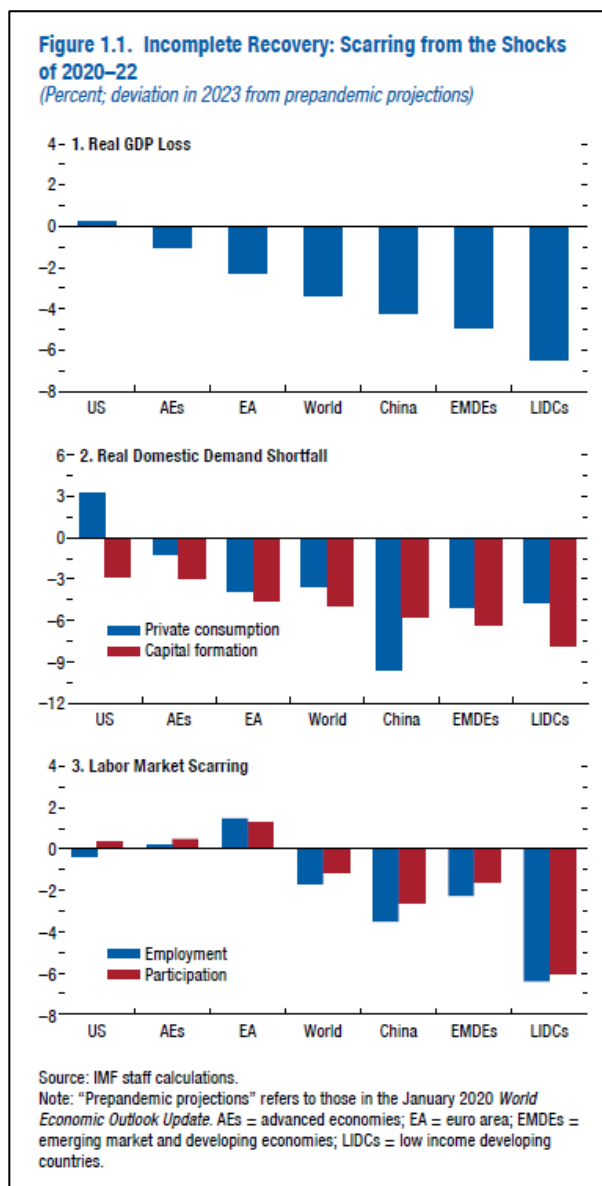 Figure 1.1. Incomplete Recovery: Scarring from the Shocks
of 2020–22
(Percent; deviation in 2023 from prepandemic projections)
4
1. Real GDP Loss
2
0
–2
–4
–6
–8
US AEs EA World China EMDEs LIDCs
6
2. Real Domestic Demand Shortfall
3
0
–3
–6
Private consumption
Capital formation
–9
–12
US AEs EA World China EMDEs LIDCs
4
3. Labor Market Scarring
2
0
–2
–4
Employment
Participation
–6
–8
US AEs EA World China EMDEs LIDCs
Source: IMF staff calculations.
Note: “Prepandemic projections” refers to those in the January 2020 World
Economic Outlook Update. AEs = advanced economies; EA = euro area; EMDEs =
emerging market and developing economies; LIDCs = low income developing
countries.